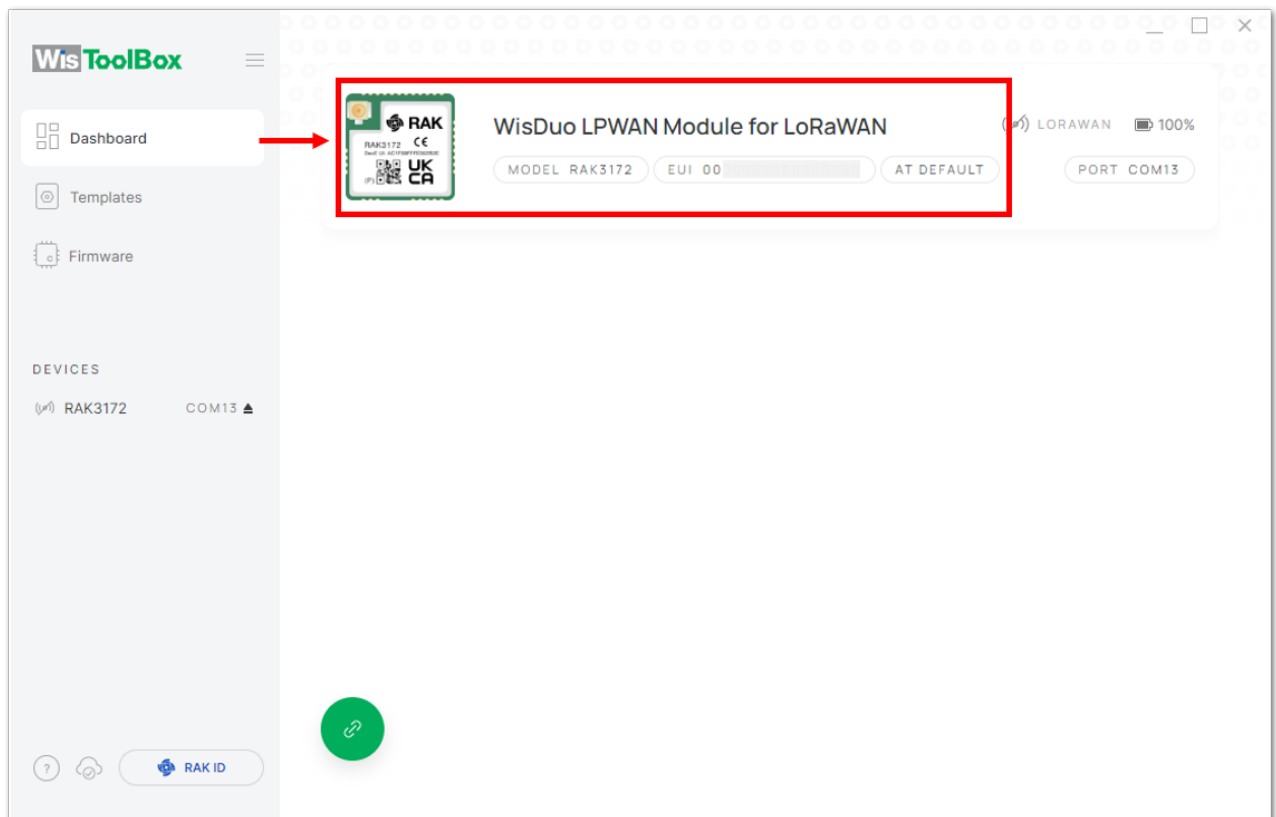 WisToolBox
Dashboard
Templates
Firmware
DEVICES
RAK3172 COM13
RAK ID
RAK
RAK3172
UK
CA
(P)
WisDuo LPWAN Module for LoRaWAN
MODEL RAK3172
EUI 00
AT DEFAULT
LORAWAN
100%
PORT COM13